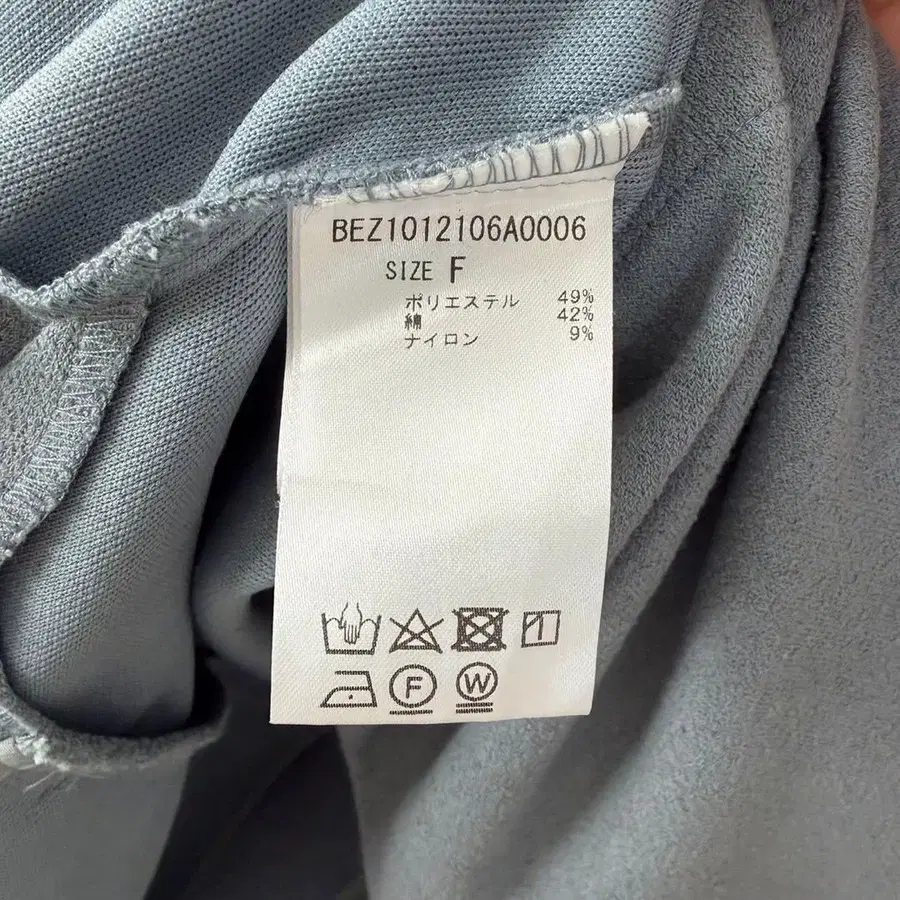 BEZ1012106A0006
SIZE F
ポリエステル 49%
綿 42%
ナイロン 9%
F W